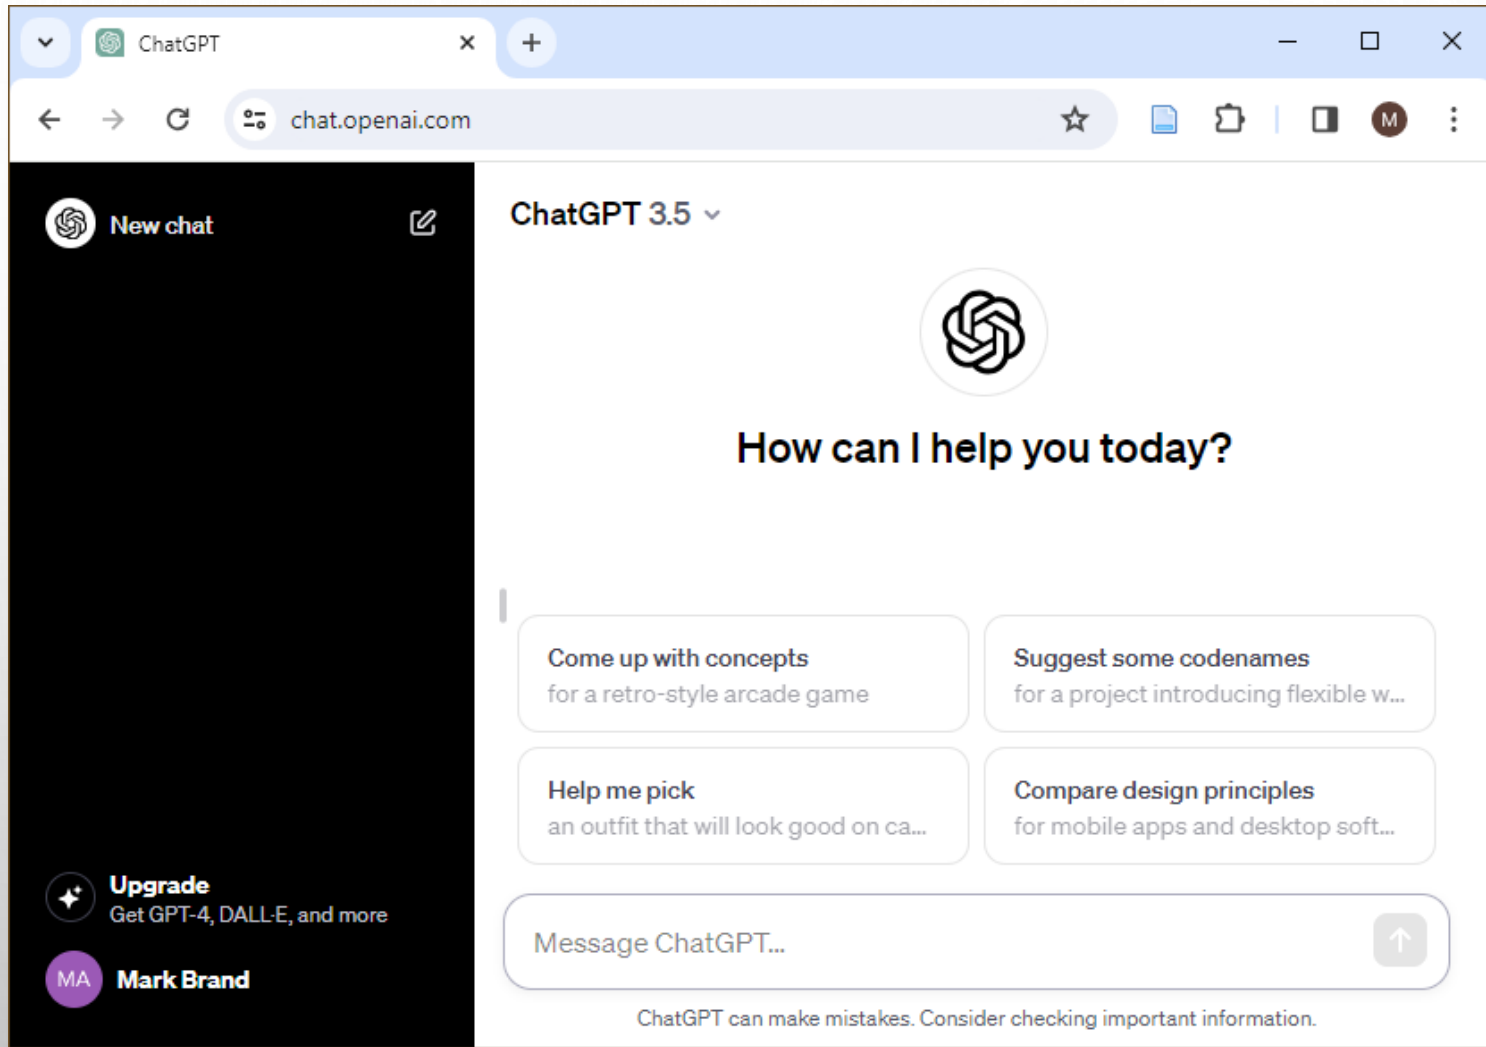 ChatGPT
chat.openai.com
M
New chat
ChatGPT 3.5
How can I help you today?
Come up with concepts
for a retro-style arcade game
Suggest some codenames
for a project introducing flexible w...
Help me pick
an outfit that will look good on ca...
Compare design principles
for mobile apps and desktop soft...
Upgrade
Get GPT-4, DALL·E, and more
MA Mark Brand
Message ChatGPT...
ChatGPT can make mistakes. Consider checking important information.